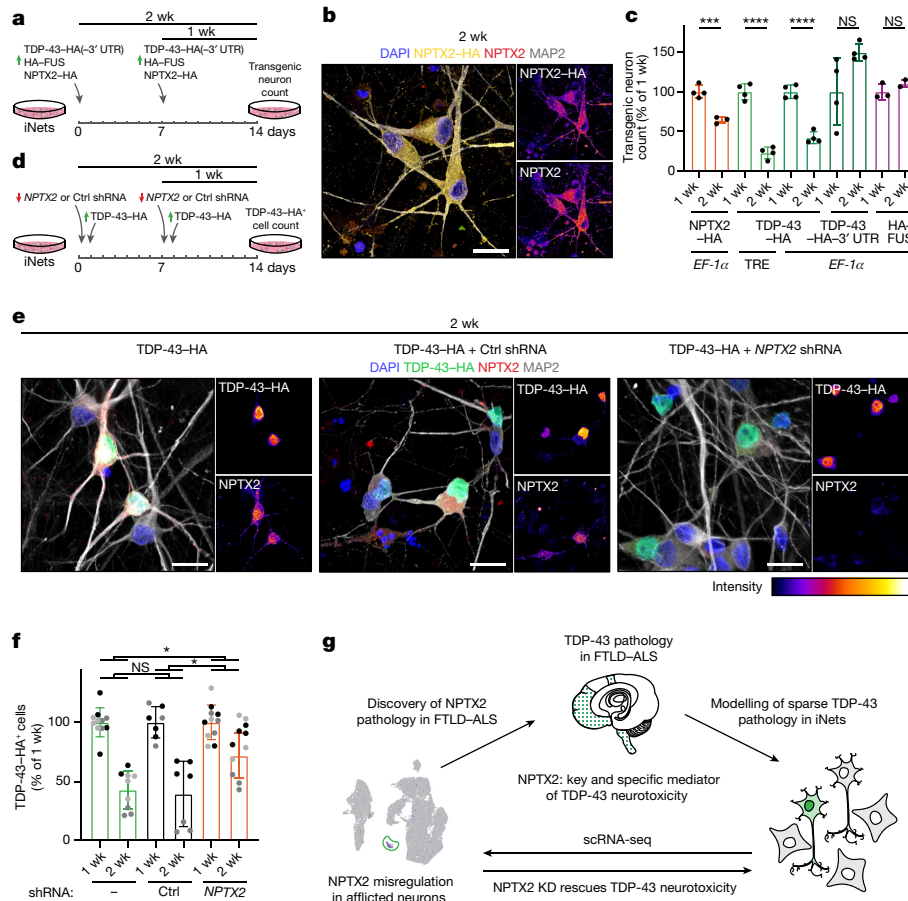 a
2 wk
1 wk
TDP-43–HA(–3′ UTR)
HA–FUS
NPTX2–HA
TDP-43–HA(–3′ UTR)
HA–FUS
NPTX2–HA
Transgenic
neuron
count
iNets
0
7
14 days
b
2 wk
DAPI NPTX2–HA NPTX2 MAP2
NPTX2–HA
NPTX2
c
Transgenic neuron
count (% of 1 wk)
150
100
50
0
***
****
****
NS
NS
1 wk
2 wk
1 wk
2 wk
1 wk
2 wk
1 wk
2 wk
1 wk
2 wk
NPTX2
–HA
TDP-43
–HA
TDP-43
–HA–3′ UTR
HA–
FUS
EF-1α
TRE
EF-1α
d
2 wk
1 wk
NPTX2 or Ctrl shRNA
TDP-43–HA
NPTX2 or Ctrl shRNA
TDP-43–HA
TDP-43–HA+
cell count
iNets
0
7
14 days
e
2 wk
TDP-43–HA
TDP-43–HA + Ctrl shRNA
TDP-43–HA + NPTX2 shRNA
DAPI TDP-43–HA NPTX2 MAP2
TDP-43–HA
NPTX2
TDP-43–HA
NPTX2
TDP-43–HA
NPTX2
Intensity
f
TDP-43–HA+ cells
(% of 1 wk)
100
50
0
*
NS
*
1 wk
2 wk
1 wk
2 wk
1 wk
2 wk
shRNA:
–
Ctrl
NPTX2
g
TDP-43 pathology
in FTLD–ALS
Discovery of NPTX2
pathology in FTLD–ALS
Modelling of sparse TDP-43
pathology in iNets
NPTX2: key and specific mediator
of TDP-43 neurotoxicity
scRNA-seq
NPTX2 misregulation
in afflicted neurons
NPTX2 KD rescues TDP-43 neurotoxicity